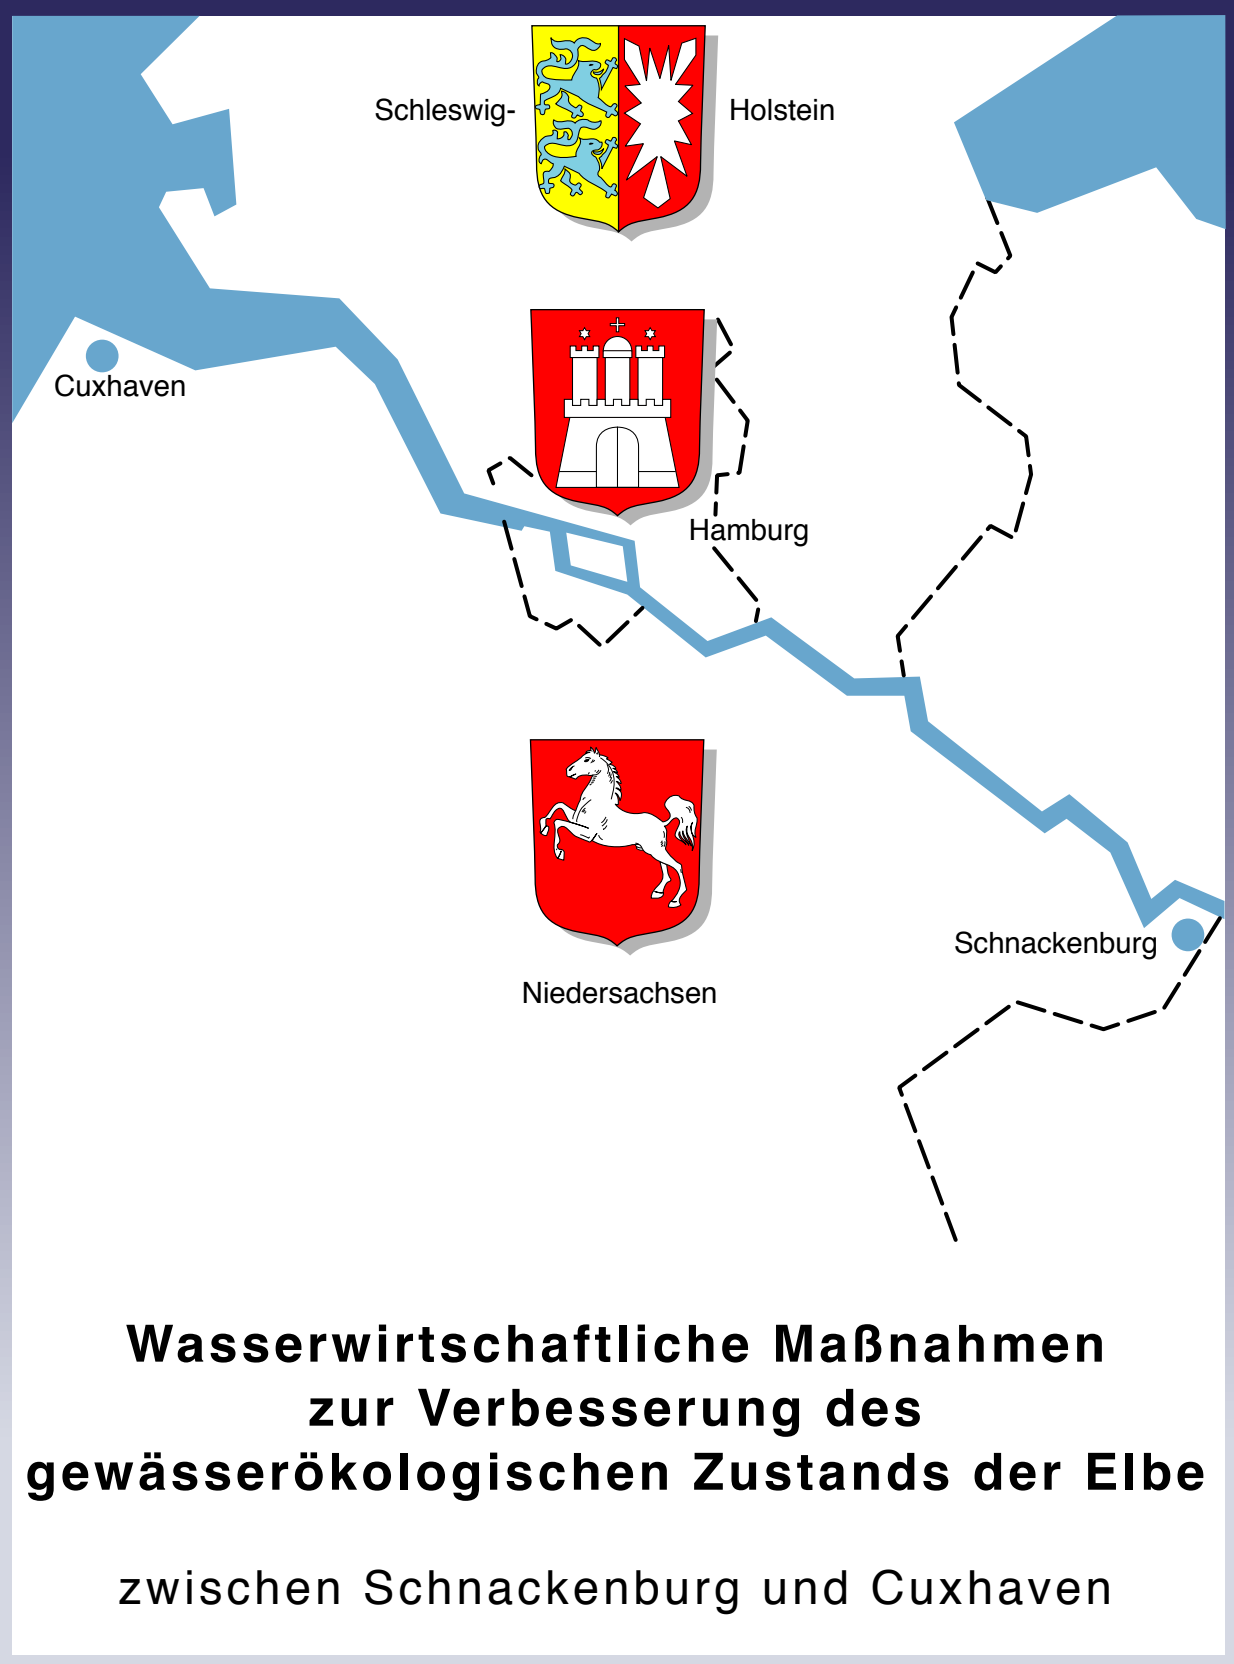 Schleswig- Holstein
Cuxhaven
Hamburg
Schnackenburg
Niedersachsen
Wasserwirtschaftliche Maßnahmen
zur Verbesserung des
gewässerökologischen Zustands der Elbe
zwischen Schnackenburg und Cuxhaven